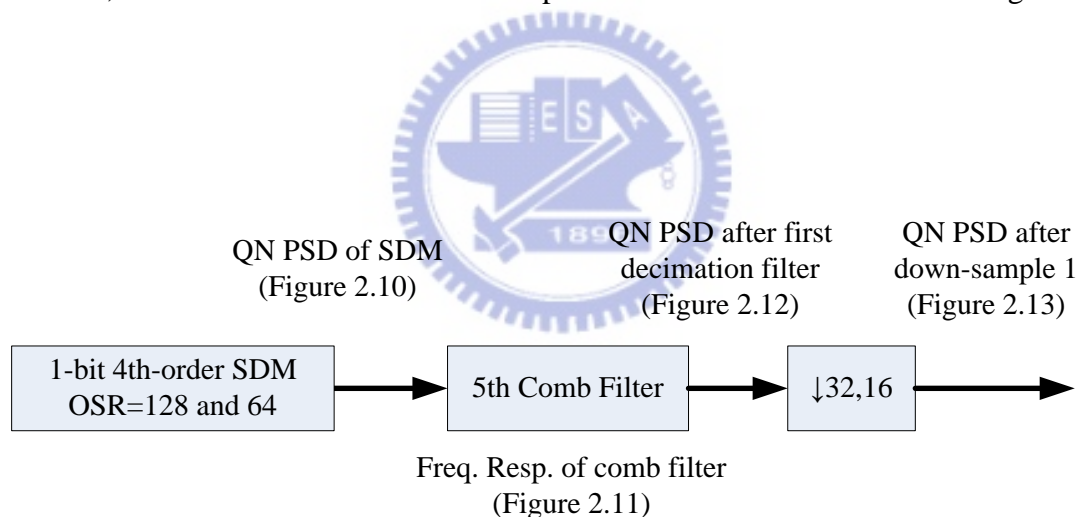 E S A
1896
QN PSD of SDM
(Figure 2.10)
QN PSD after first
decimation filter
(Figure 2.12)
QN PSD after
down-sample 1
(Figure 2.13)
1-bit 4th-order SDM
OSR=128 and 64
5th Comb Filter
↓32,16
Freq. Resp. of comb filter
(Figure 2.11)